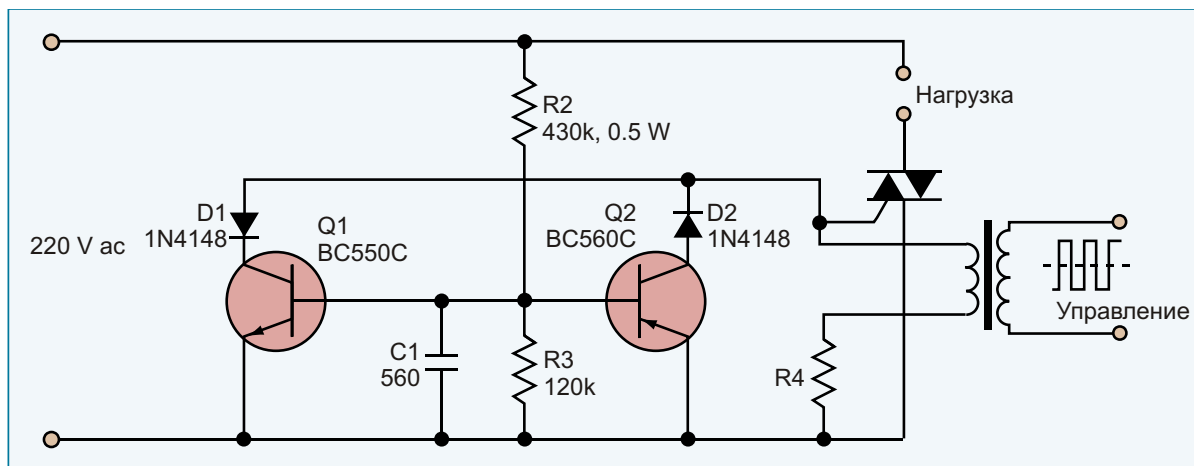 R2
430k, 0.5 W
Нагрузка
D1
1N4148
Q1
BC550C
Q2
BC560C
D2
1N4148
220 V ac
Управление
C1
560
R3
120k
R4